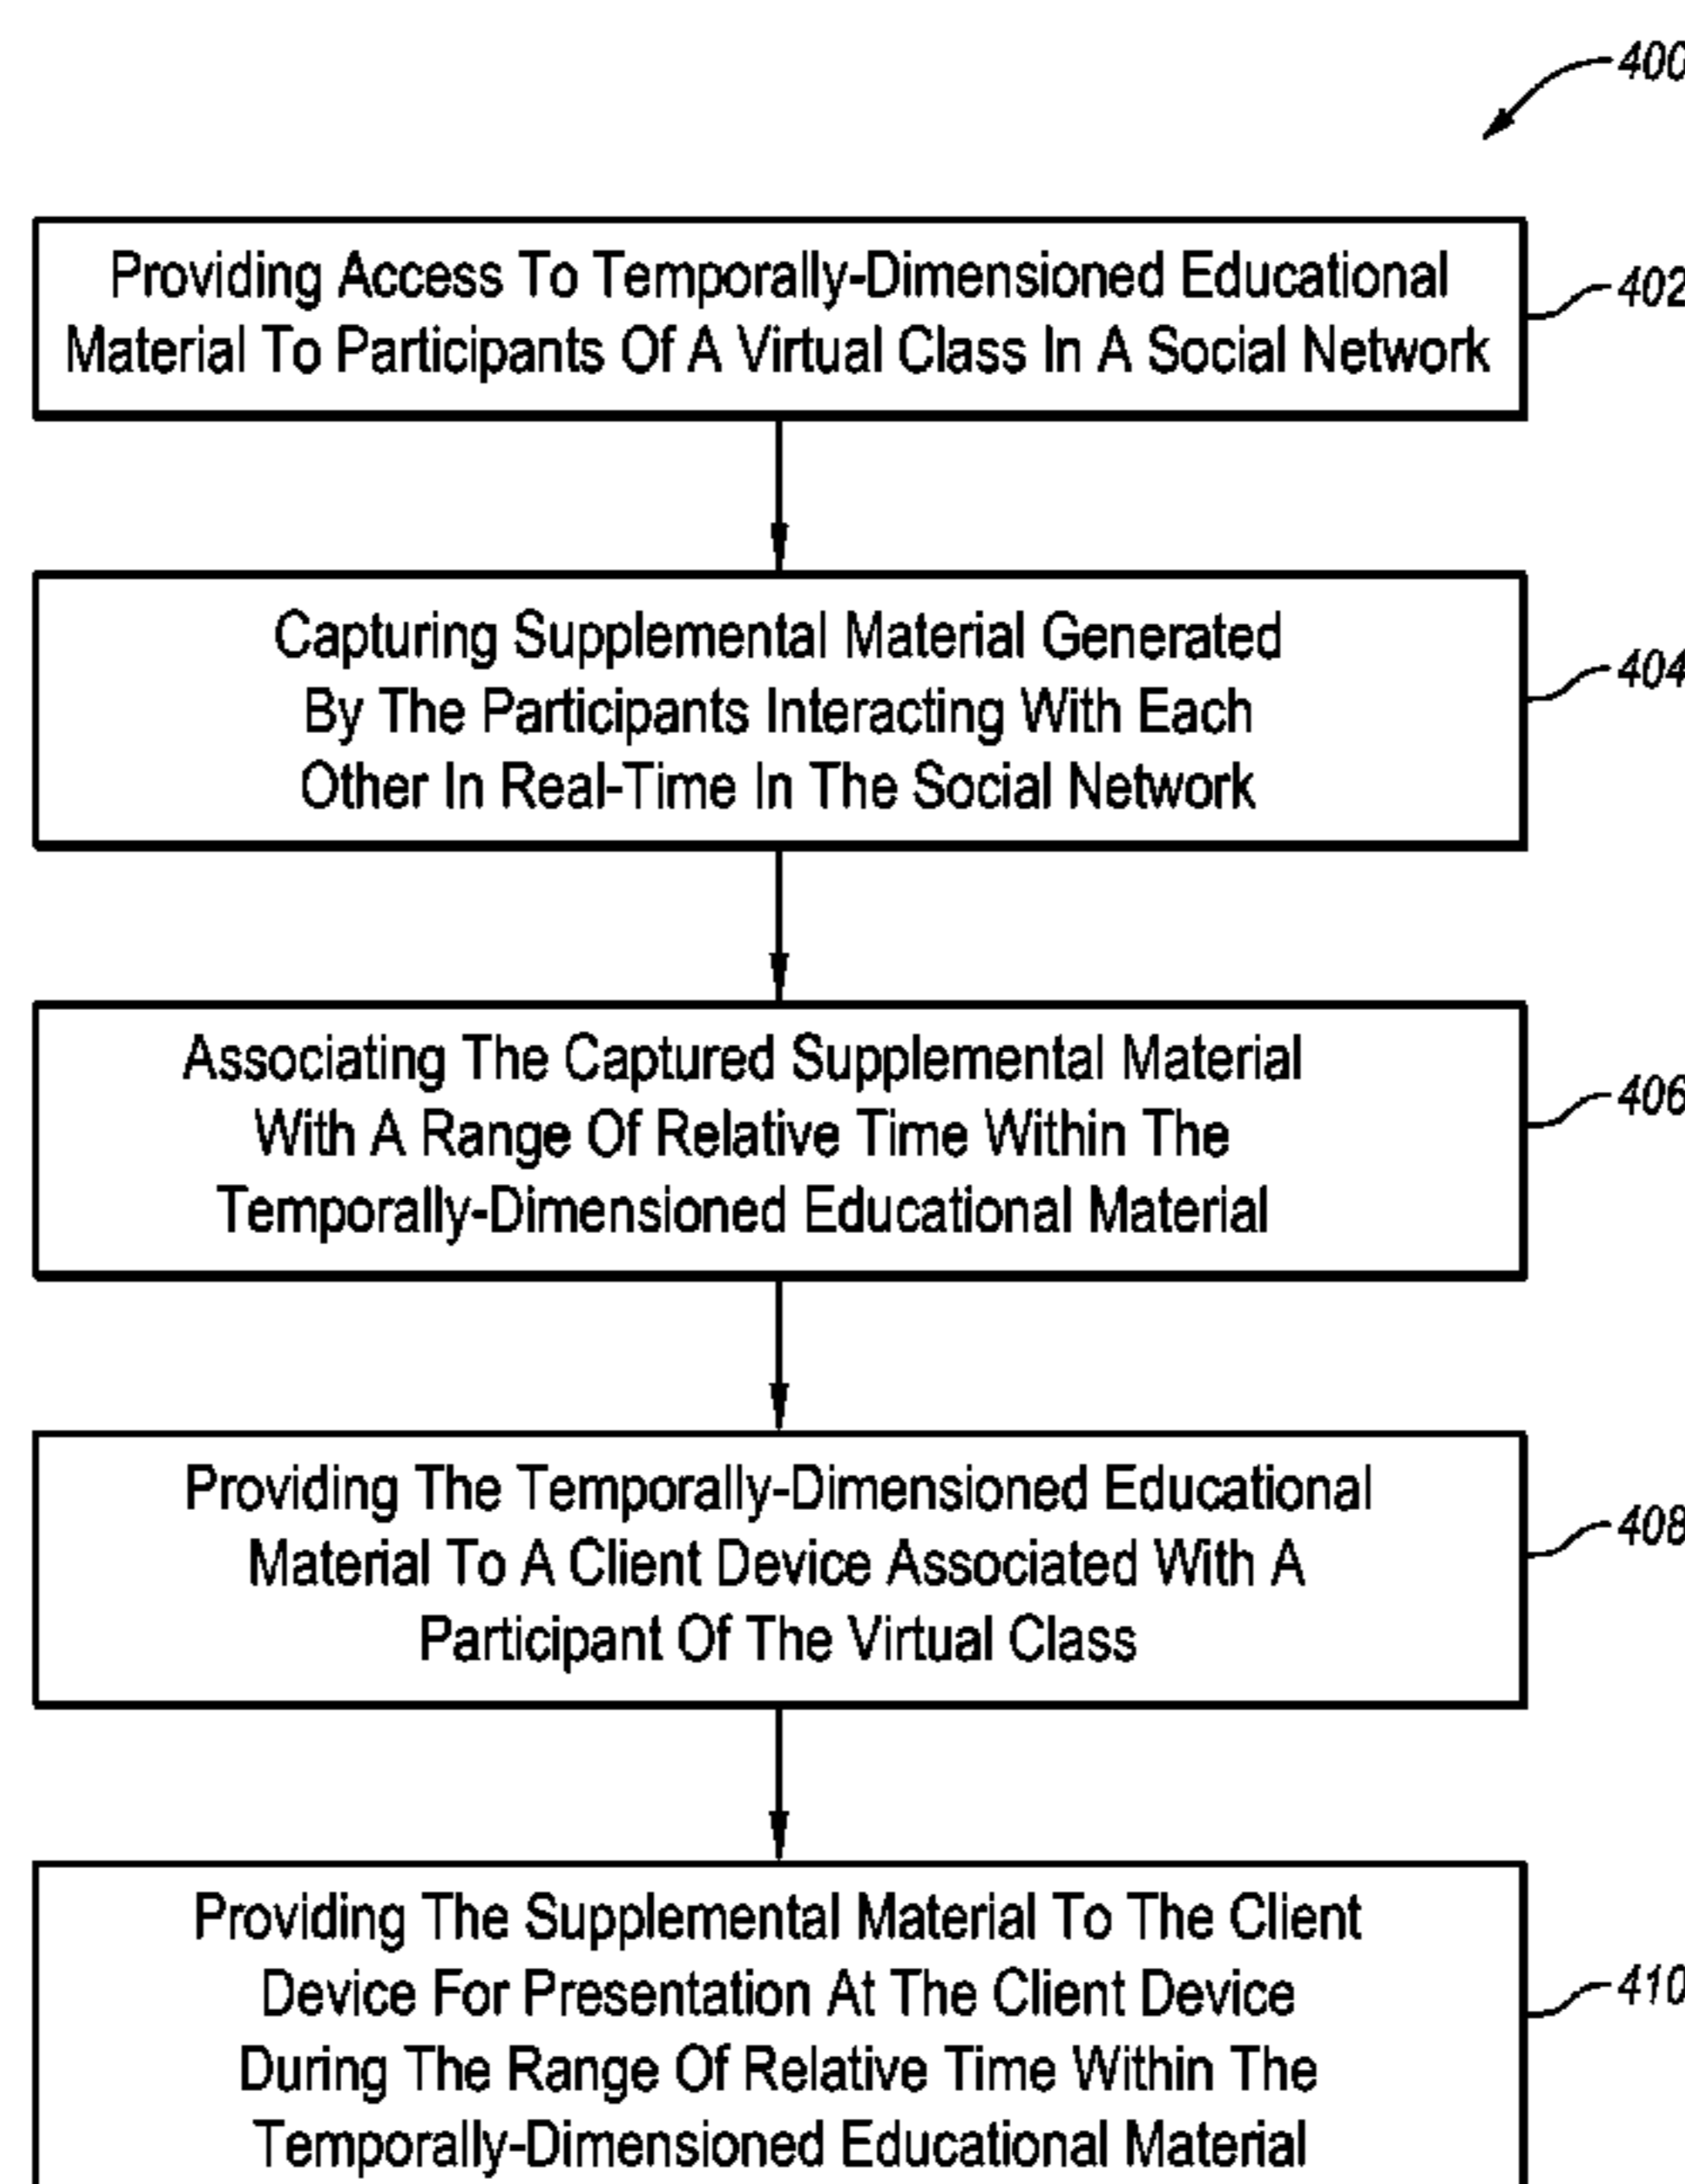 400
Providing Access To Temporally-Dimensioned Educational
Material To Participants Of A Virtual Class In A Social Network
402
Capturing Supplemental Material Generated
By The Participants Interacting With Each
Other In Real-Time In The Social Network
404
Associating The Captured Supplemental Material
With A Range Of Relative Time Within The
Temporally-Dimensioned Educational Material
406
Providing The Temporally-Dimensioned Educational
Material To A Client Device Associated With A
Participant Of The Virtual Class
408
Providing The Supplemental Material To The Client
Device For Presentation At The Client Device
During The Range Of Relative Time Within The
Temporally-Dimensioned Educational Material
410